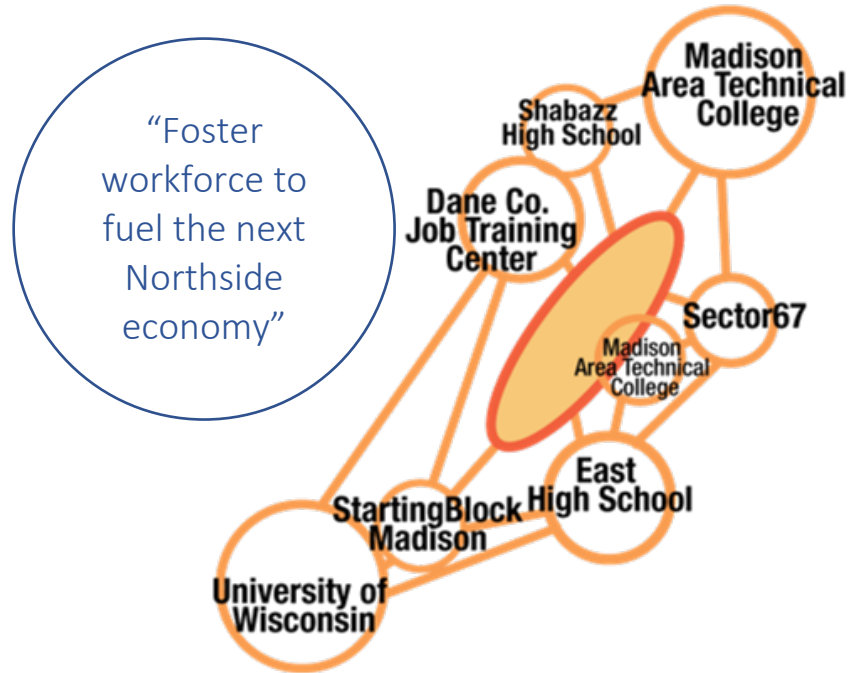 “Foster
workforce to
fuel the next
Northside
economy”
Madison
Area Technical
College
Shabazz
High School
Dane Co.
Job Training
Center
Sector67
Madison
Area Technical
College
East
High School
StartingBlock
Madison
University of
Wisconsin